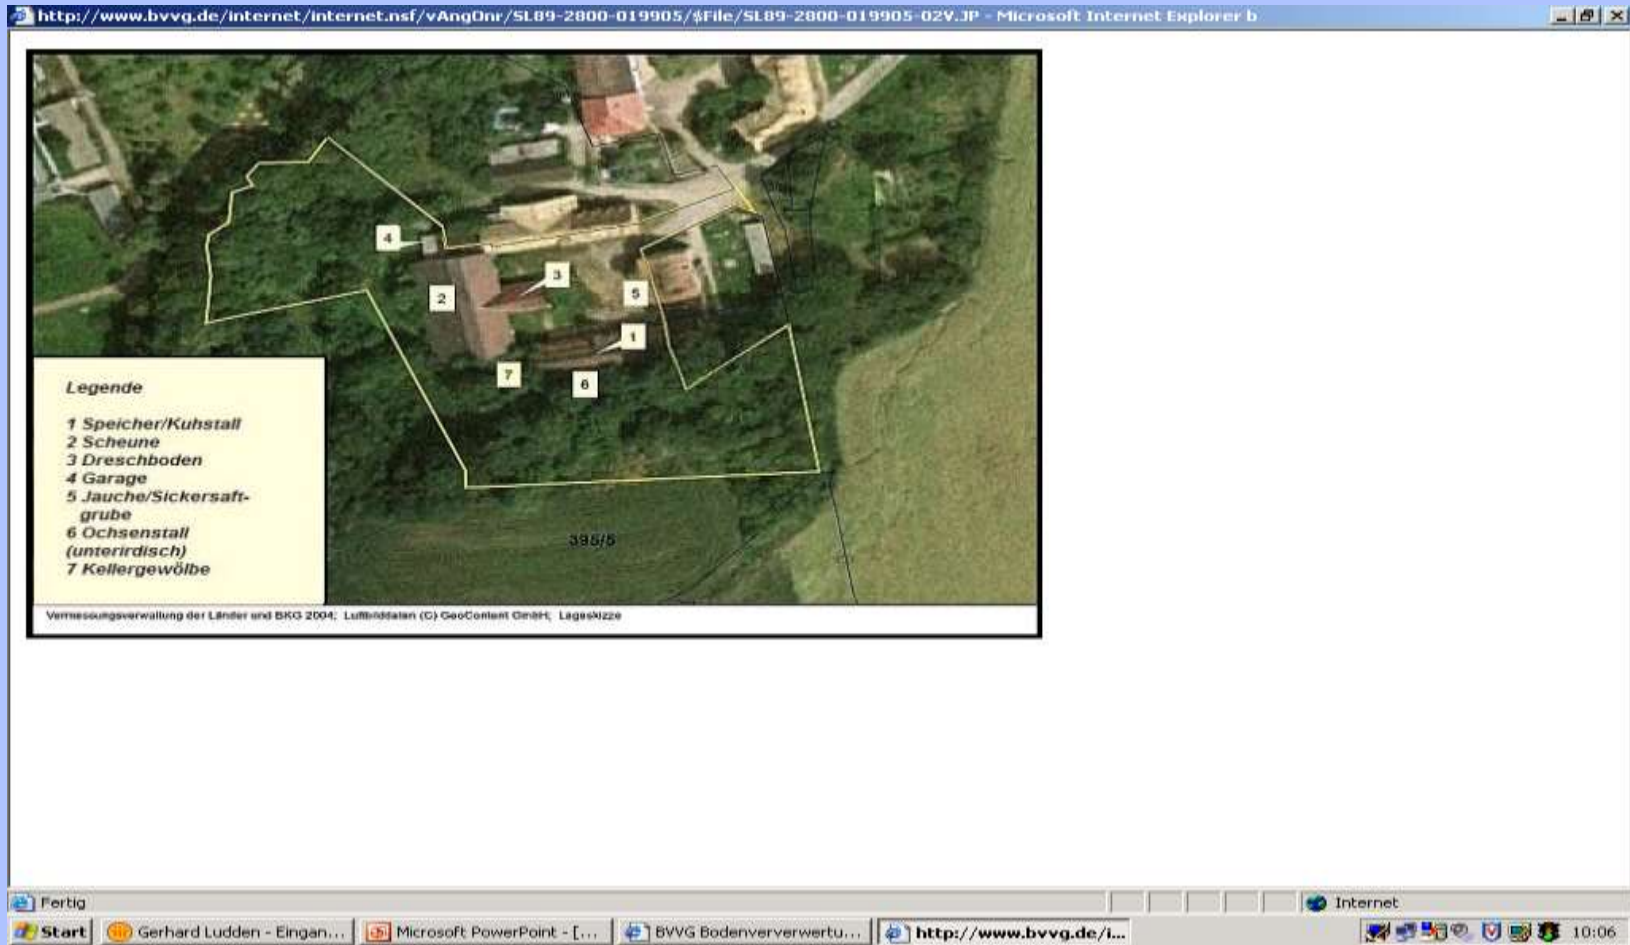 http://www.bvvg.de/internet/internet.nsf/vAngOnr/SL89-2800-019905/$File/SL89-2800-019905-02V.JP - Microsoft Internet Explorer b
4
3
2
5
1
7
6
Legende
1 Speicher/Kuhstall
2 Scheune
3 Dreschboden
4 Garage
5 Jauche/Sickersaft-
grube
6 Ochsenstall
(unterirdisch)
7 Kellergewölbe
395/5
Vermessungsverwaltung der Länder und BKG 2004; Luftbilddaten (C) GeoContent GmbH; Lageskizze
Fertig
Internet
Start
Gerhard Ludden - Eingan...
Microsoft PowerPoint - [...
BVVG Bodenververwertu...
http://www.bvvg.de/i...
10:06